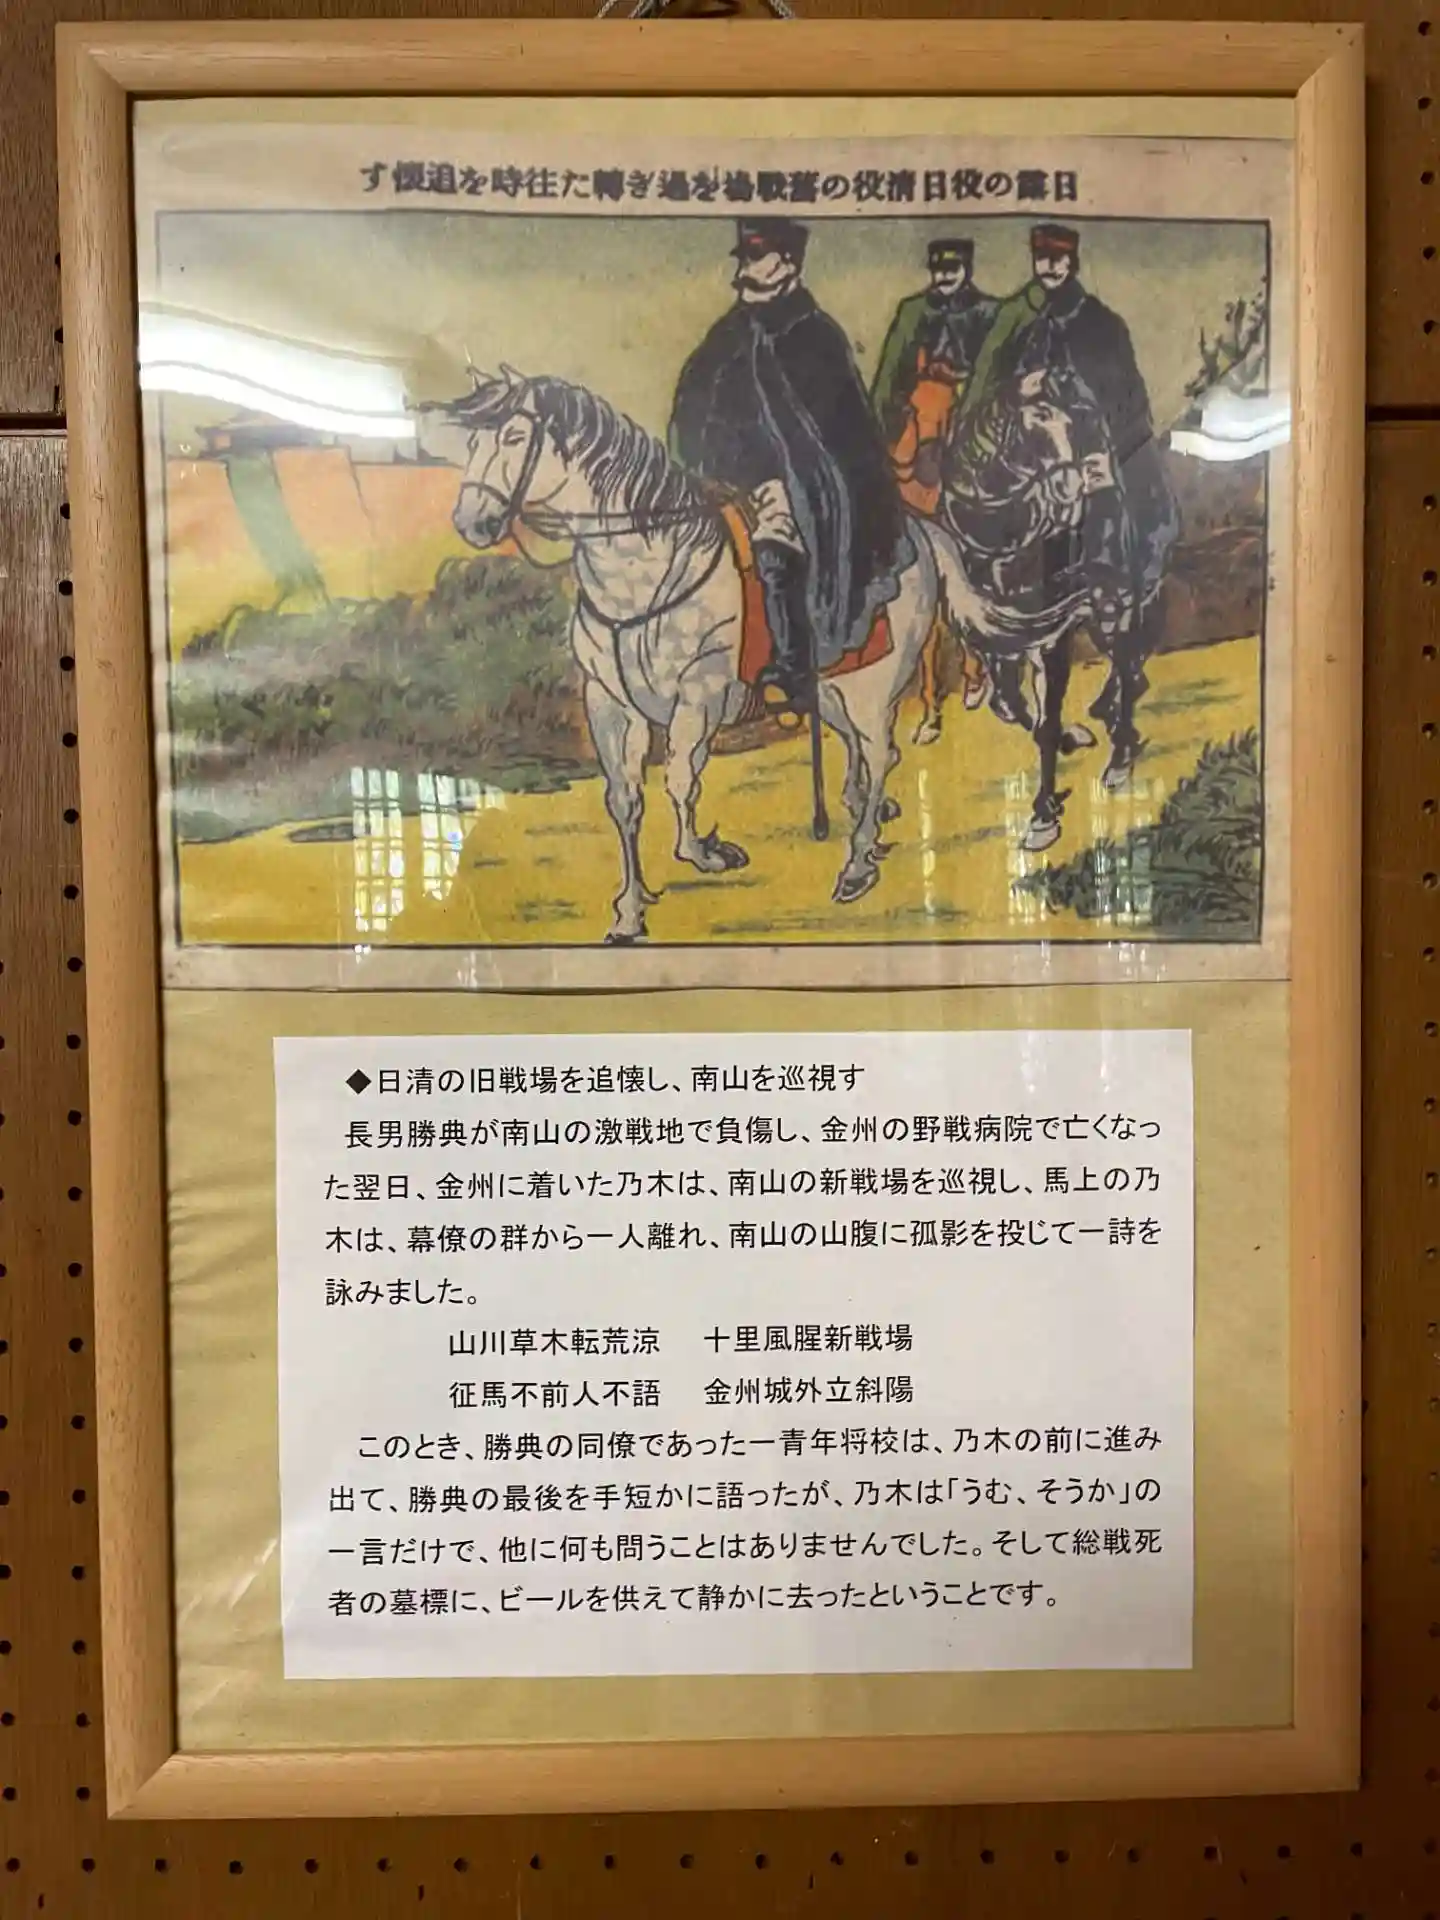 日露の役日清役の舊戰場を過ぎ轉た往時を追懷す
◆日清の旧戦場を追懐し、南山を巡視す
長男勝典が南山の激戦地で負傷し、金州の野戦病院で亡くなっ
た翌日、金州に着いた乃木は、南山の新戦場を巡視し、馬上の乃
木は、幕僚の群から一人離れ、南山の山腹に孤影を投じて一詩を
詠みました。
山川草木転荒涼　十里風腥新戦場
征馬不前人不語　金州城外立斜陽
このとき、勝典の同僚であった一青年将校は、乃木の前に進み
出て、勝典の最後を手短かに語ったが、乃木は「うむ、そうか」の
一言だけで、他に何も問うことはありませんでした。そして総戦死
者の墓標に、ビールを供えて静かに去ったということです。